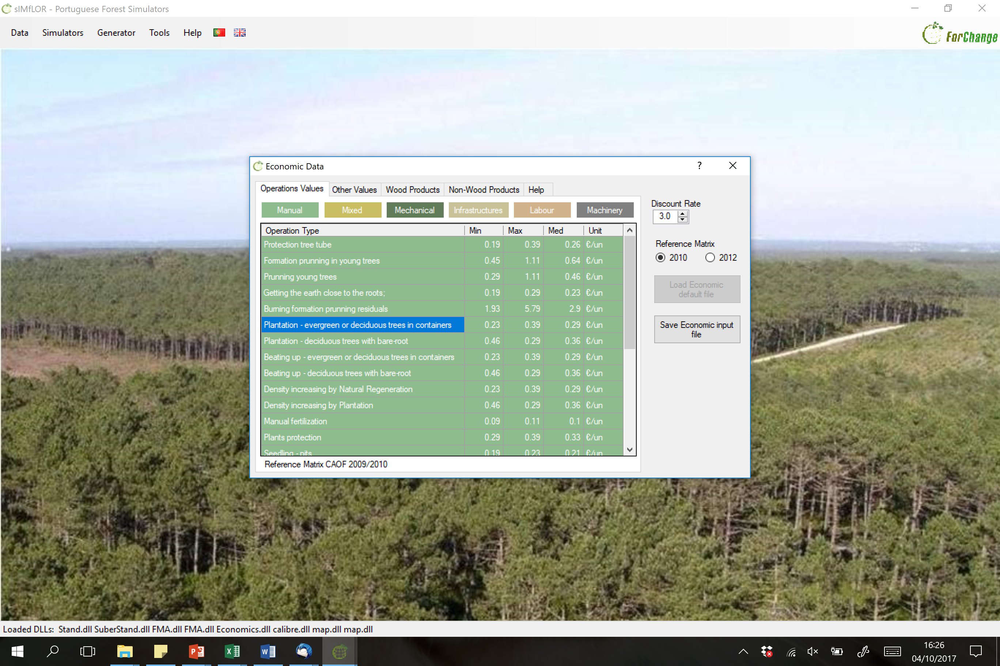 sIMfLOR - Portuguese Forest Simulators
Data Simulators Generator Tools Help
ForChange
Economic Data ?
Operations Values Other Values Wood Products Non-Wood Products Help
Manual Mixed Mechanical Infrastructures Labour Machinery
Operation Type Min Max Med Unit
Protection tree tube 0.19 0.39 0.26 €/un
Formation prunning in young trees 0.45 1.11 0.64 €/un
Prunning young trees 0.29 1.11 0.46 €/un
Getting the earth close to the roots; 0.19 0.29 0.23 €/un
Burning formation prunning residuals 1.93 5.79 2.9 €/un
Plantation - evergreen or deciduous trees in containers 0.23 0.39 0.29 €/un
Plantation - deciduous trees with bare-root 0.46 0.29 0.36 €/un
Beating up - evergreen or deciduous trees in containers 0.23 0.39 0.29 €/un
Beating up - deciduous trees with bare-root 0.46 0.29 0.36 €/un
Density increasing by Natural Regeneration 0.23 0.39 0.29 €/un
Density increasing by Plantation 0.46 0.29 0.36 €/un
Manual fertilization 0.09 0.11 0.1 €/un
Plants protection 0.29 0.39 0.33 €/un
Seedling - pits 0.19 0.23 0.21 €/un
Reference Matrix CAOF 2009/2010
Discount Rate
3.0
Reference Matrix
2010 2012
Load Economic
default file
Save Economic input
file
Loaded DLLs: Stand.dll SuberStand.dll FMA.dll FMA.dll Economics.dll calibre.dll map.dll map.dll
16:26
04/10/2017